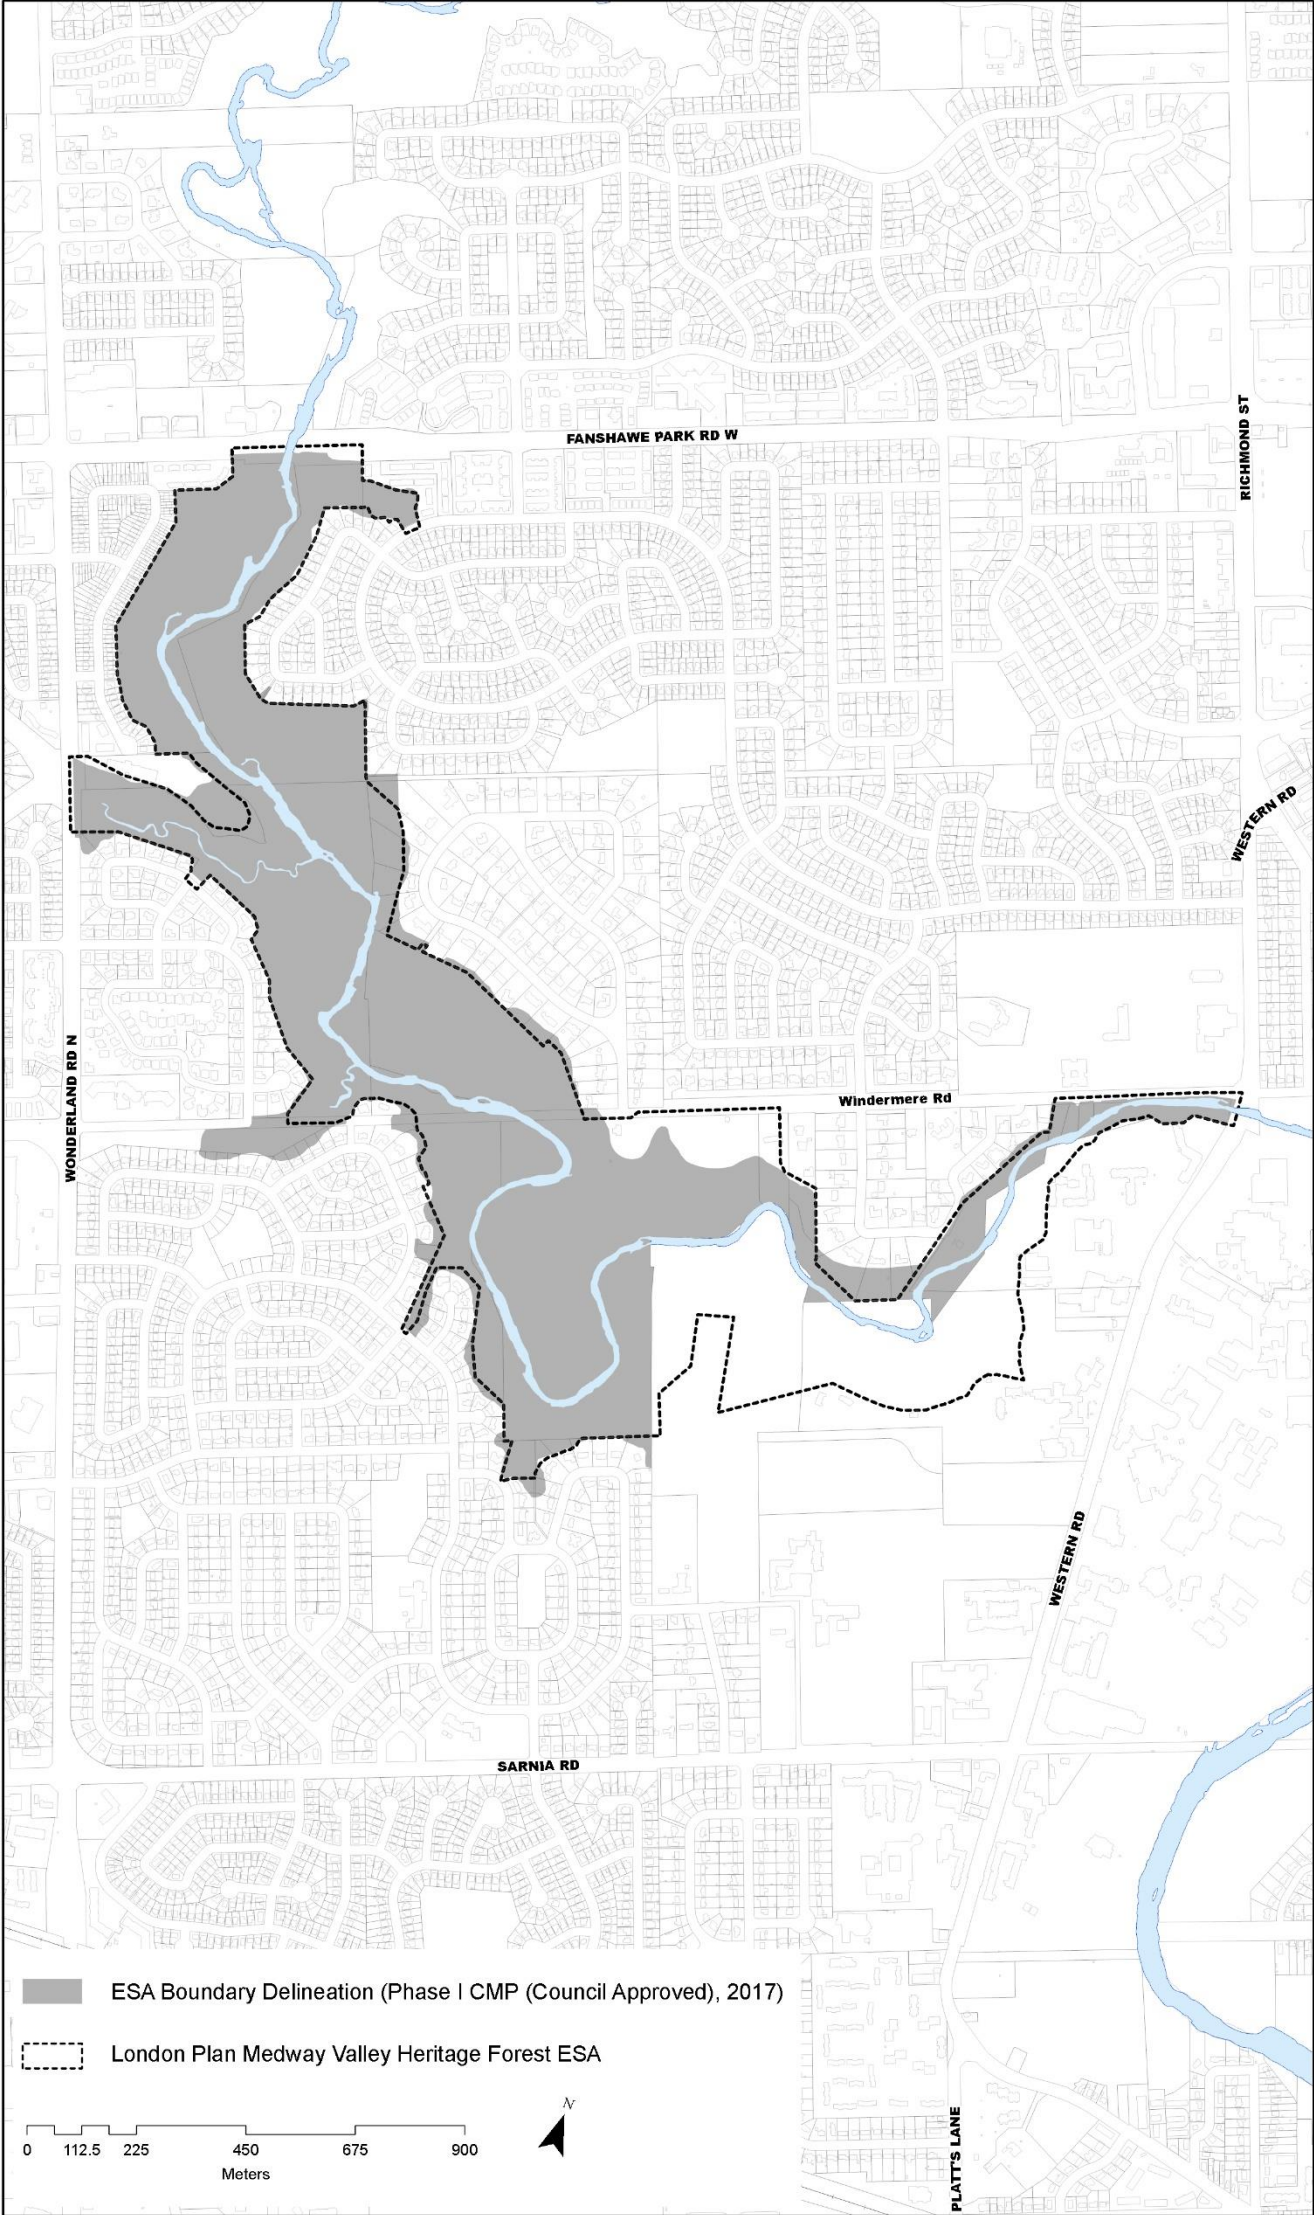 FANSHAWE PARK RD W
RICHMOND ST
WESTERN RD
WONDERLAND RD N
Windermere Rd
WESTERN RD
SARNIA RD
ESA Boundary Delineation (Phase I CMP (Council Approved), 2017)
London Plan Medway Valley Heritage Forest ESA
N
0 112.5 225 450 675 900
Meters
PLATT'S LANE